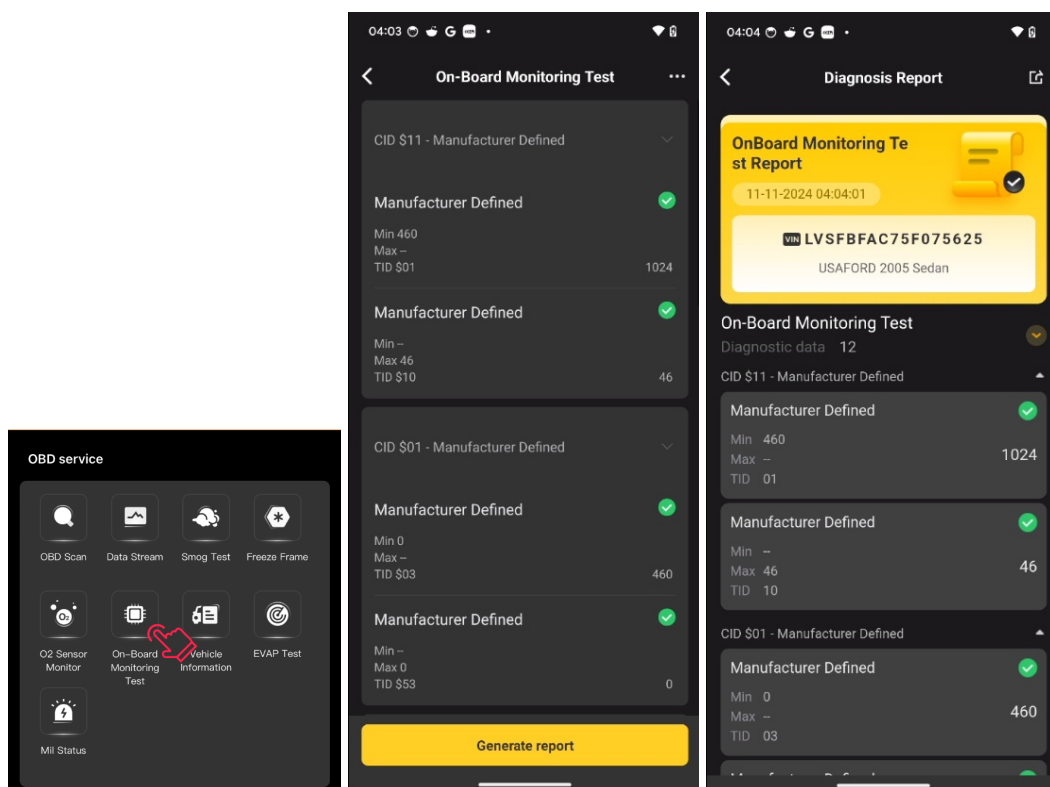 OBD service
OBD Scan
Data Stream
Smog Test
Freeze Frame
O2
O2 Sensor
Monitor
On-Board
Monitoring
Test
Vehicle
Information
EVAP Test
Mil Status
04:03
G
On-Board Monitoring Test
CID $11 - Manufacturer Defined
Manufacturer Defined
Min 460
Max --
TID $01
1024
Manufacturer Defined
Min --
Max 46
TID $10
46
CID $01 - Manufacturer Defined
Manufacturer Defined
Min 0
Max --
TID $03
460
Manufacturer Defined
Min --
Max 0
TID $53
0
Generate report
04:04
G
Diagnosis Report
OnBoard Monitoring Te
st Report
11-11-2024 04:04:01
VIN LVSFBFAC75F075625
USAFORD 2005 Sedan
On-Board Monitoring Test
Diagnostic data 12
CID $11 - Manufacturer Defined
Manufacturer Defined
Min 460
Max --
TID 01
1024
Manufacturer Defined
Min --
Max 46
TID 10
46
CID $01 - Manufacturer Defined
Manufacturer Defined
Min 0
Max --
TID 03
460